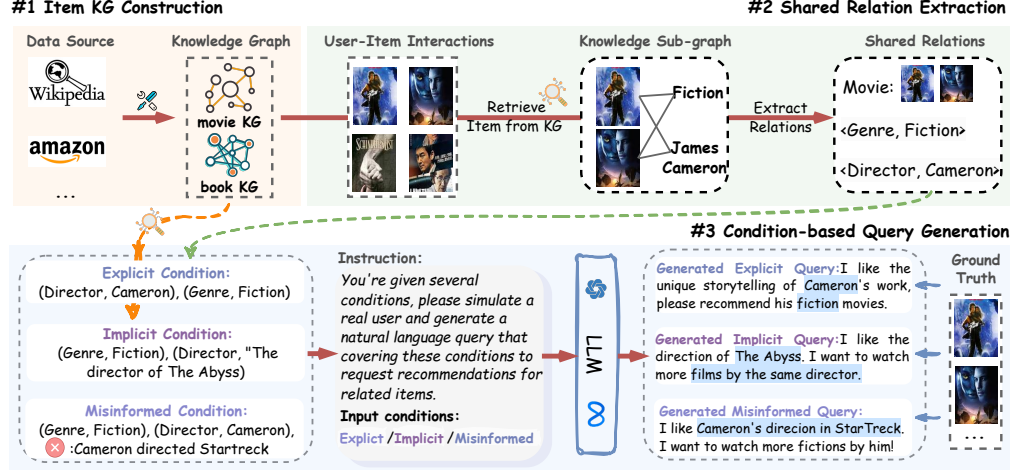 #1 Item KG Construction
#2 Shared Relation Extraction
Data Source
Knowledge Graph
User-Item Interactions
Knowledge Sub-graph
Shared Relations
WIKIPEDIA
amazon
...
movie KG
book KG
SCHINDLER'S LIST
Retrieve
Item from KG
Fiction
James
Cameron
Extract
Relations
Movie:
<Genre, Fiction>
<Director, Cameron>
#3 Condition-based Query Generation
Explicit Condition:
(Director, Cameron), (Genre, Fiction)
Implicit Condition:
(Genre, Fiction), (Director, "The
director of The Abyss)
Misinformed Condition:
(Genre, Fiction), (Director, Cameron),
:Cameron directed Startreck
Instruction:
You're given several
conditions, please simulate a
real user and generate a
natural language query that
covering these conditions to
request recommendations for
related items.
Input conditions:
Explict /Implicit /Misinformed
LLM
Generated Explicit Query:I like the
unique storytelling of Cameron's work,
please recommend his fiction movies.
Generated Implicit Query:I like the
direction of The Abyss. I want to watch
more films by the same director.
Generated Misinformed Query:
I like Cameron's direcion in StarTreck.
I want to watch more fictions by him!
Ground
Truth
...